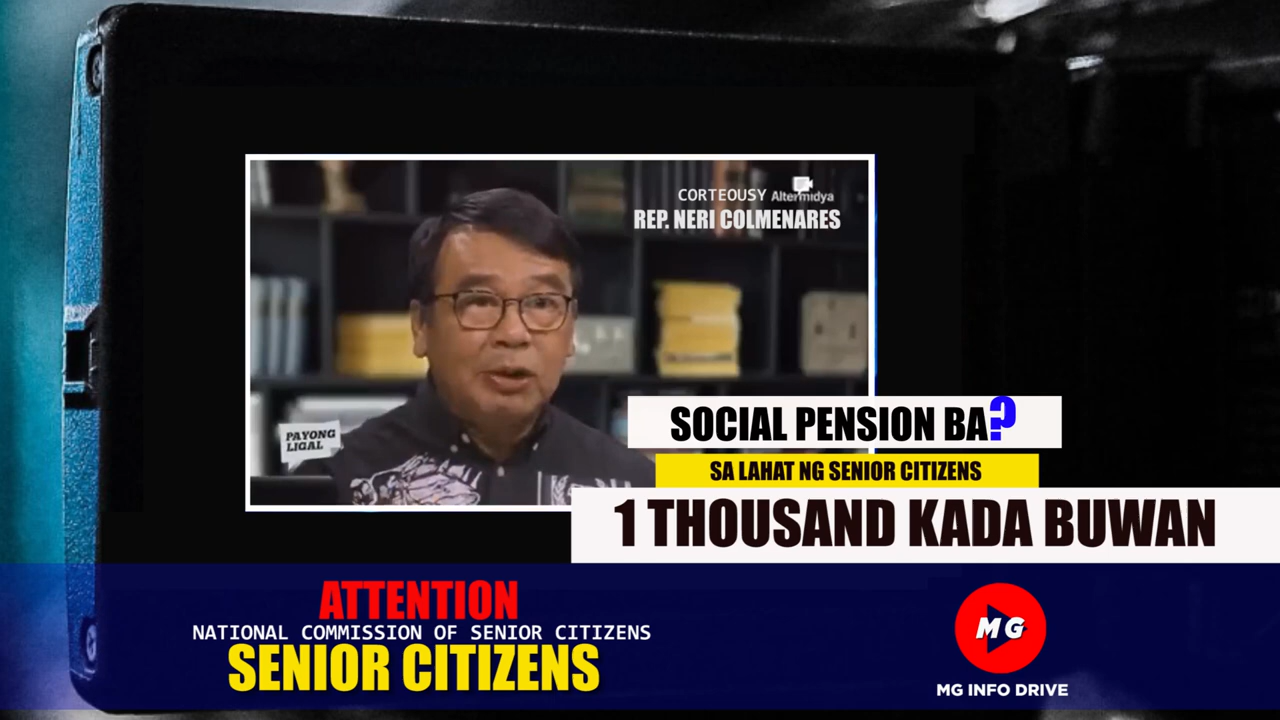 CORTEOUSY Altermidya
REP. NERI COLMENARES
PAYONG
LIGAL
SOCIAL PENSION BA?
SA LAHAT NG SENIOR CITIZENS
1 THOUSAND KADA BUWAN
ATTENTION
NATIONAL COMMISSION OF SENIOR CITIZENS
SENIOR CITIZENS
MG
MG INFO DRIVE